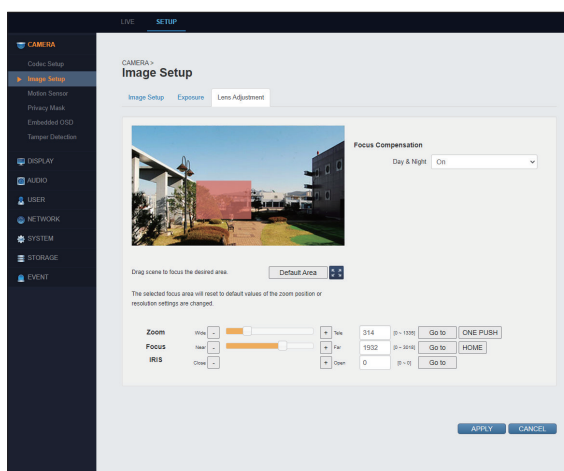 LIVE SETUP
CAMERA
Codec Setup
Image Setup
Motion Sensor
Privacy Mask
Embedded OSD
Tamper Detection
DISPLAY
AUDIO
USER
NETWORK
SYSTEM
STORAGE
EVENT
CAMERA >
Image Setup
Image Setup Exposure Lens Adjustment
Focus Compensation
Day & Night On
Drag scene to focus the desired area. Default Area
The selected focus area will reset to default values of the zoom position or
resolution settings are changed.
Zoom Wide - + Tele 314 [0 ~ 1339] Go to ONE PUSH
Focus Near - + Far 1932 [0 ~ 3018] Go to HOME
IRIS Close - + Open 0 [0 ~ 0] Go to
APPLY CANCEL